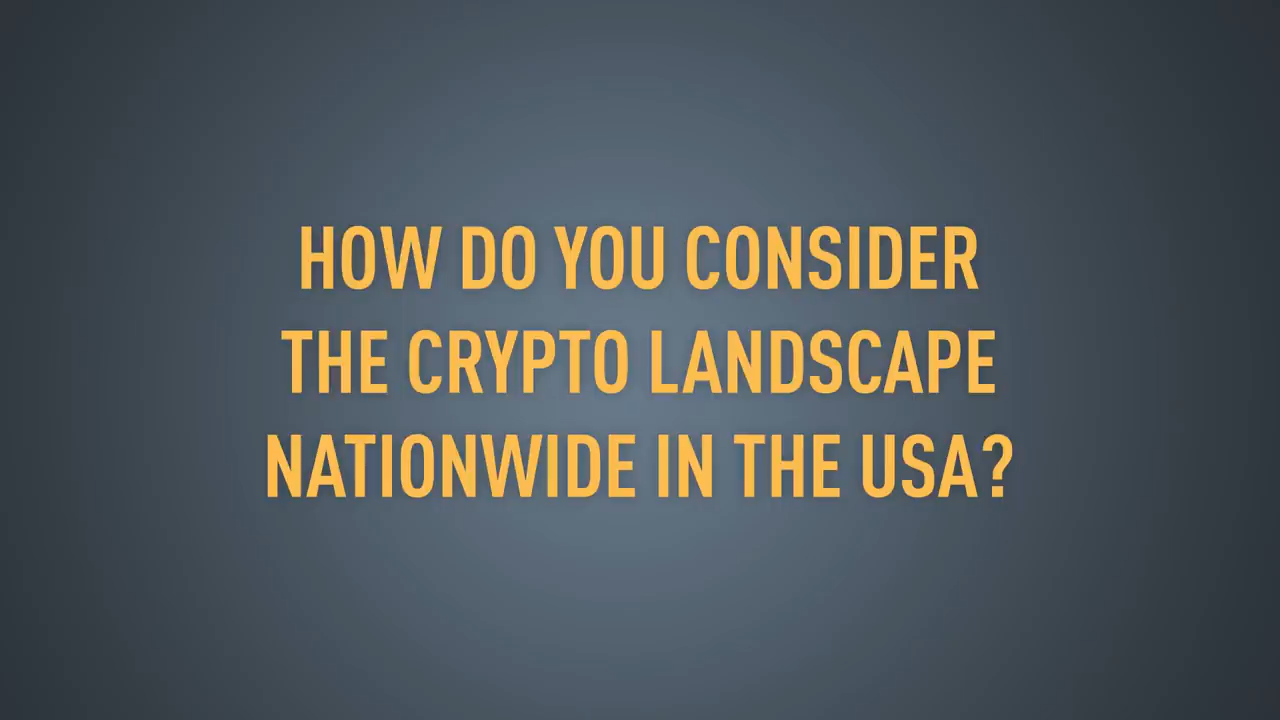 HOW DO YOU CONSIDER
THE CRYPTO LANDSCAPE
NATIONWIDE IN THE USA?